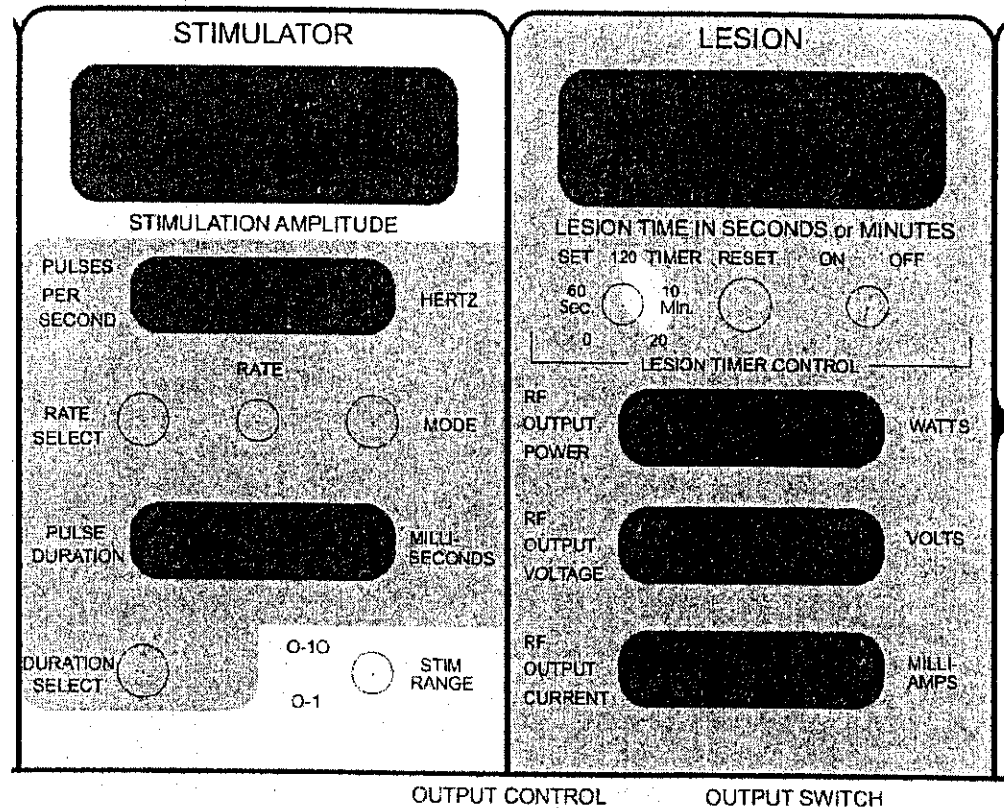 STIMULATOR
STIMULATION AMPLITUDE
PULSES
PER
SECOND
HERTZ
RATE
RATE
SELECT
MODE
PULSE
DURATION
MILLI-
SECONDS
DURATION
SELECT
0-10
0-1
STIM
RANGE
LESION
LESION TIME IN SECONDS or MINUTES
SET 120 TIMER RESET ON OFF
60 10
Sec. Min.
0 20
LESION TIMER CONTROL
RF
OUTPUT
POWER
WATTS
RF
OUTPUT
VOLTAGE
VOLTS
RF
OUTPUT
CURRENT
MILLI-
AMPS
OUTPUT CONTROL OUTPUT SWITCH